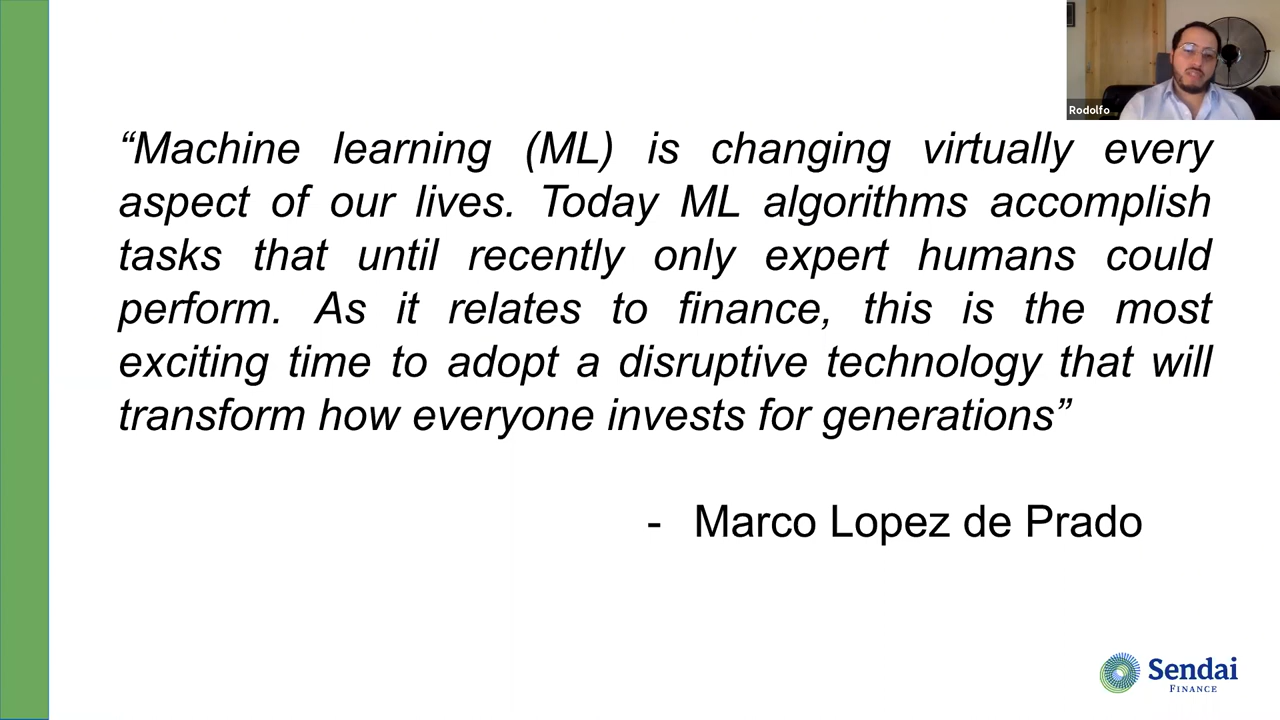 Rodolfo
“Machine learning (ML) is changing virtually every
aspect of our lives. Today ML algorithms accomplish
tasks that until recently only expert humans could
perform. As it relates to finance, this is the most
exciting time to adopt a disruptive technology that will
transform how everyone invests for generations”
- Marco Lopez de Prado
Sendai
FINANCE